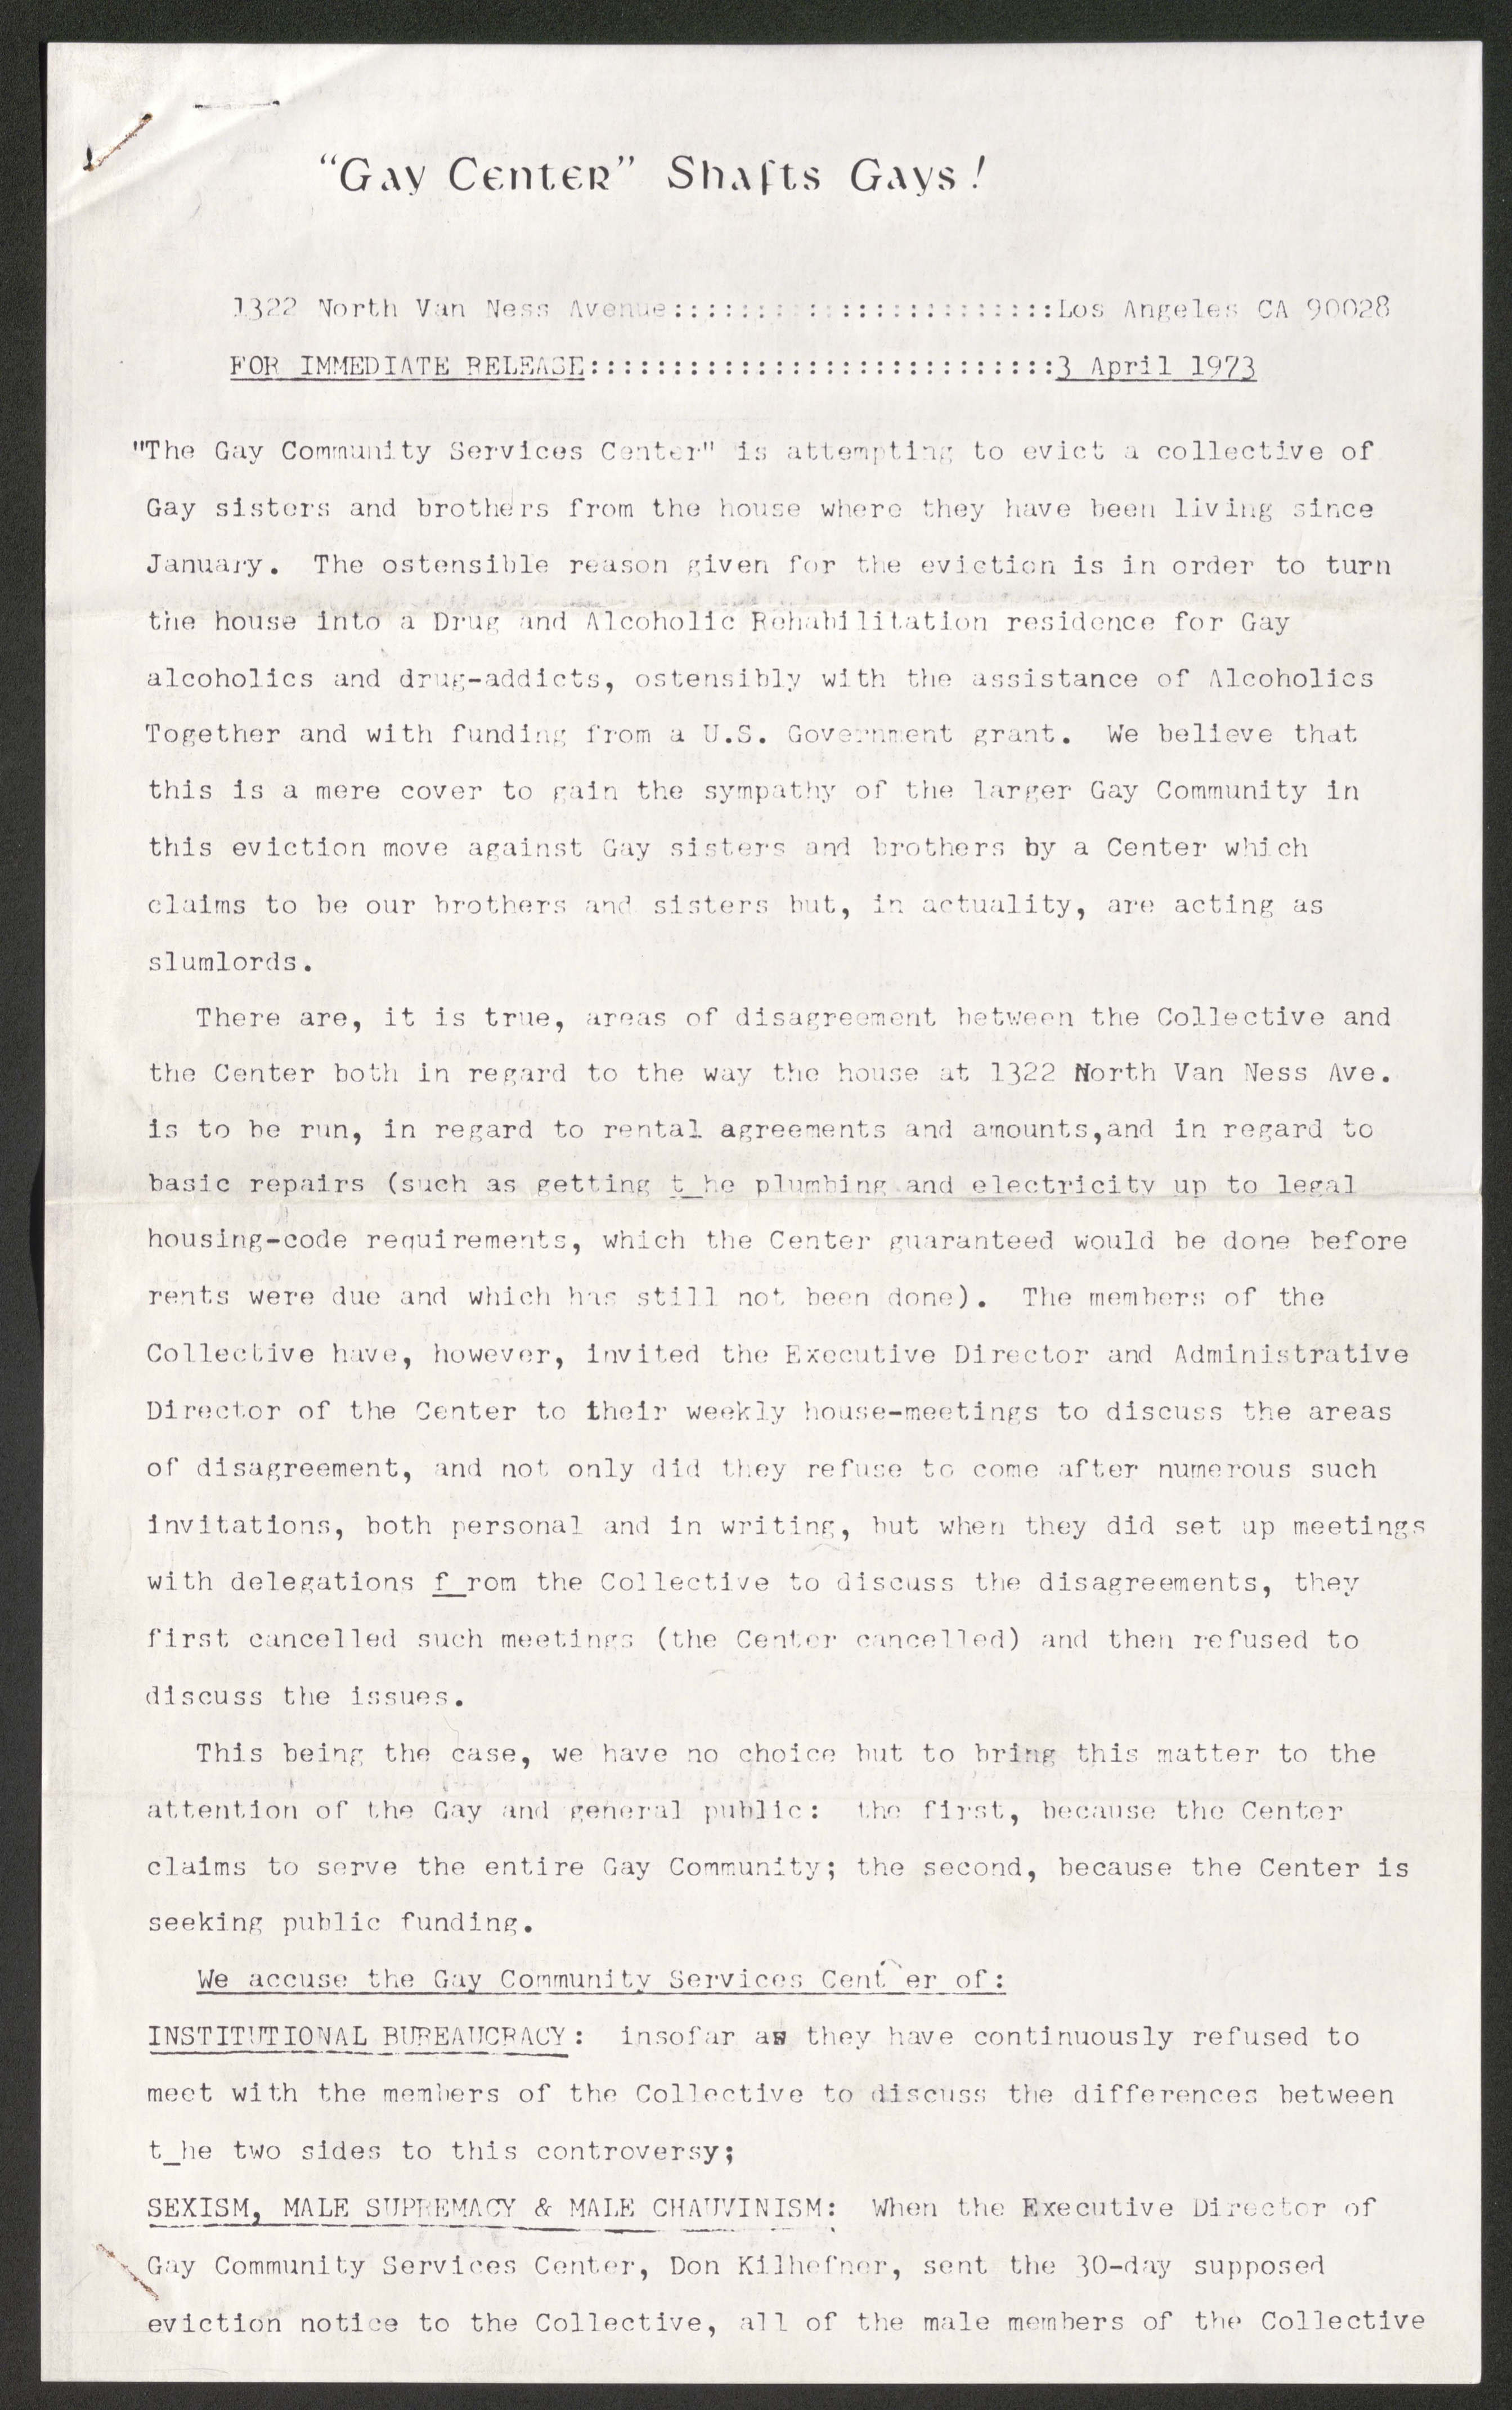 “Gay Center” Shafts Gays!
1322 North Van Ness Avenue:::::::::::::::::::::::Los Angeles CA 90028
FOR IMMEDIATE RELEASE::::::::::::::::::::::::::::3 April 1973
"The Gay Community Services Center" is attempting to evict a collective of
Gay sisters and brothers from the house where they have been living since
January. The ostensible reason given for the eviction is in order to turn
the house into a Drug and Alcoholic Rehabilitation residence for Gay
alcoholics and drug-addicts, ostensibly with the assistance of Alcoholics
Together and with funding from a U.S. Government grant. We believe that
this is a mere cover to gain the sympathy of the larger Gay Community in
this eviction move against Gay sisters and brothers by a Center which
claims to be our brothers and sisters but, in actuality, are acting as
slumlords.
There are, it is true, areas of disagreement between the Collective and
the Center both in regard to the way the house at 1322 North Van Ness Ave.
is to be run, in regard to rental agreements and amounts,and in regard to
basic repairs (such as getting t_he plumbing and electricity up to legal
housing-code requirements, which the Center guaranteed would be done before
rents were due and which has still not been done). The members of the
Collective have, however, invited the Executive Director and Administrative
Director of the Center to their weekly house-meetings to discuss the areas
of disagreement, and not only did they refuse to come after numerous such
invitations, both personal and in writing, but when they did set up meetings
with delegations f_rom the Collective to discuss the disagreements, they
first cancelled such meetings (the Center cancelled) and then refused to
discuss the issues.
This being the case, we have no choice but to bring this matter to the
attention of the Gay and general public: the first, because the Center
claims to serve the entire Gay Community; the second, because the Center is
seeking public funding.
We accuse the Gay Community Services Cent er of:
INSTITUTIONAL BUREAUCRACY: insofar as they have continuously refused to
meet with the members of the Collective to discuss the differences between
t_he two sides to this controversy;
SEXISM, MALE SUPREMACY & MALE CHAUVINISM: When the Executive Director of
Gay Community Services Center, Don Kilhefner, sent the 30-day supposed
eviction notice to the Collective, all of the male members of the Collective